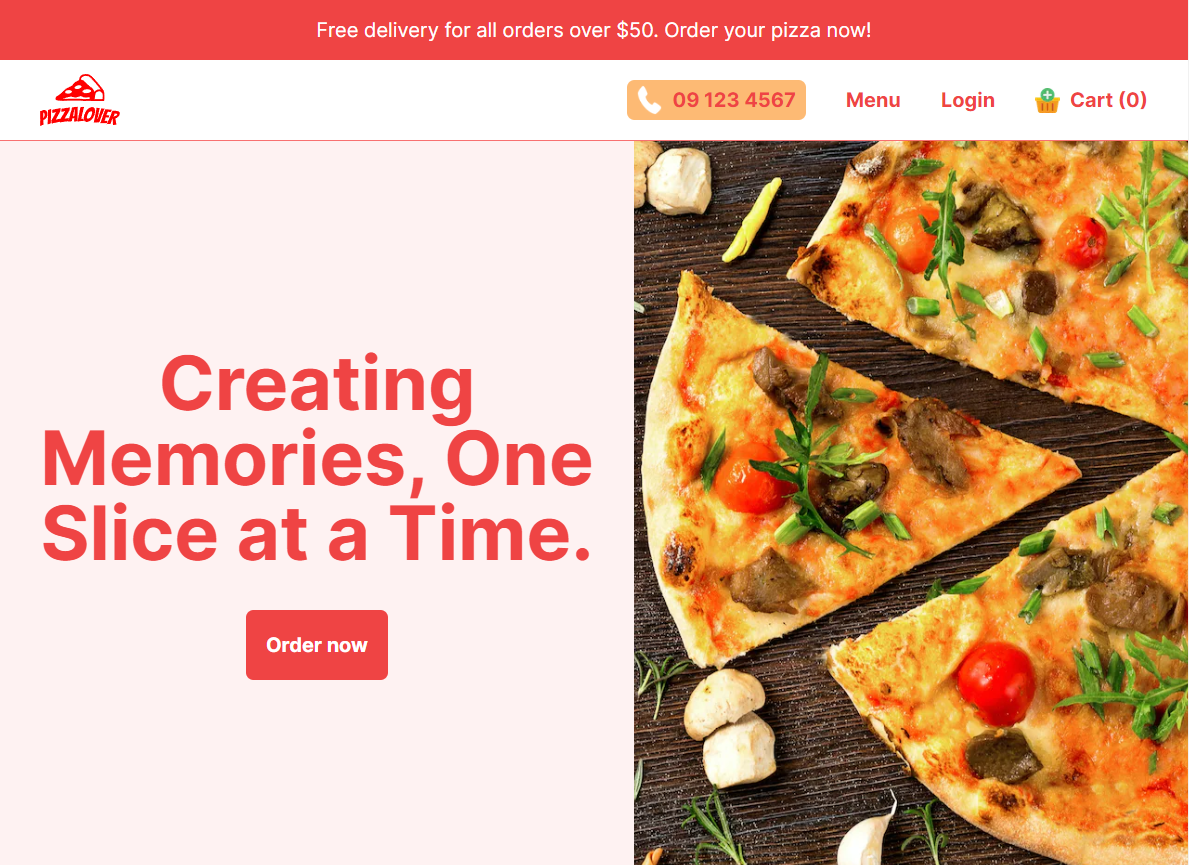 Free delivery for all orders over $50. Order your pizza now!
PIZZALOVER
09 123 4567
Menu
Login
Cart (0)
Creating
Memories, One
Slice at a Time.
Order now